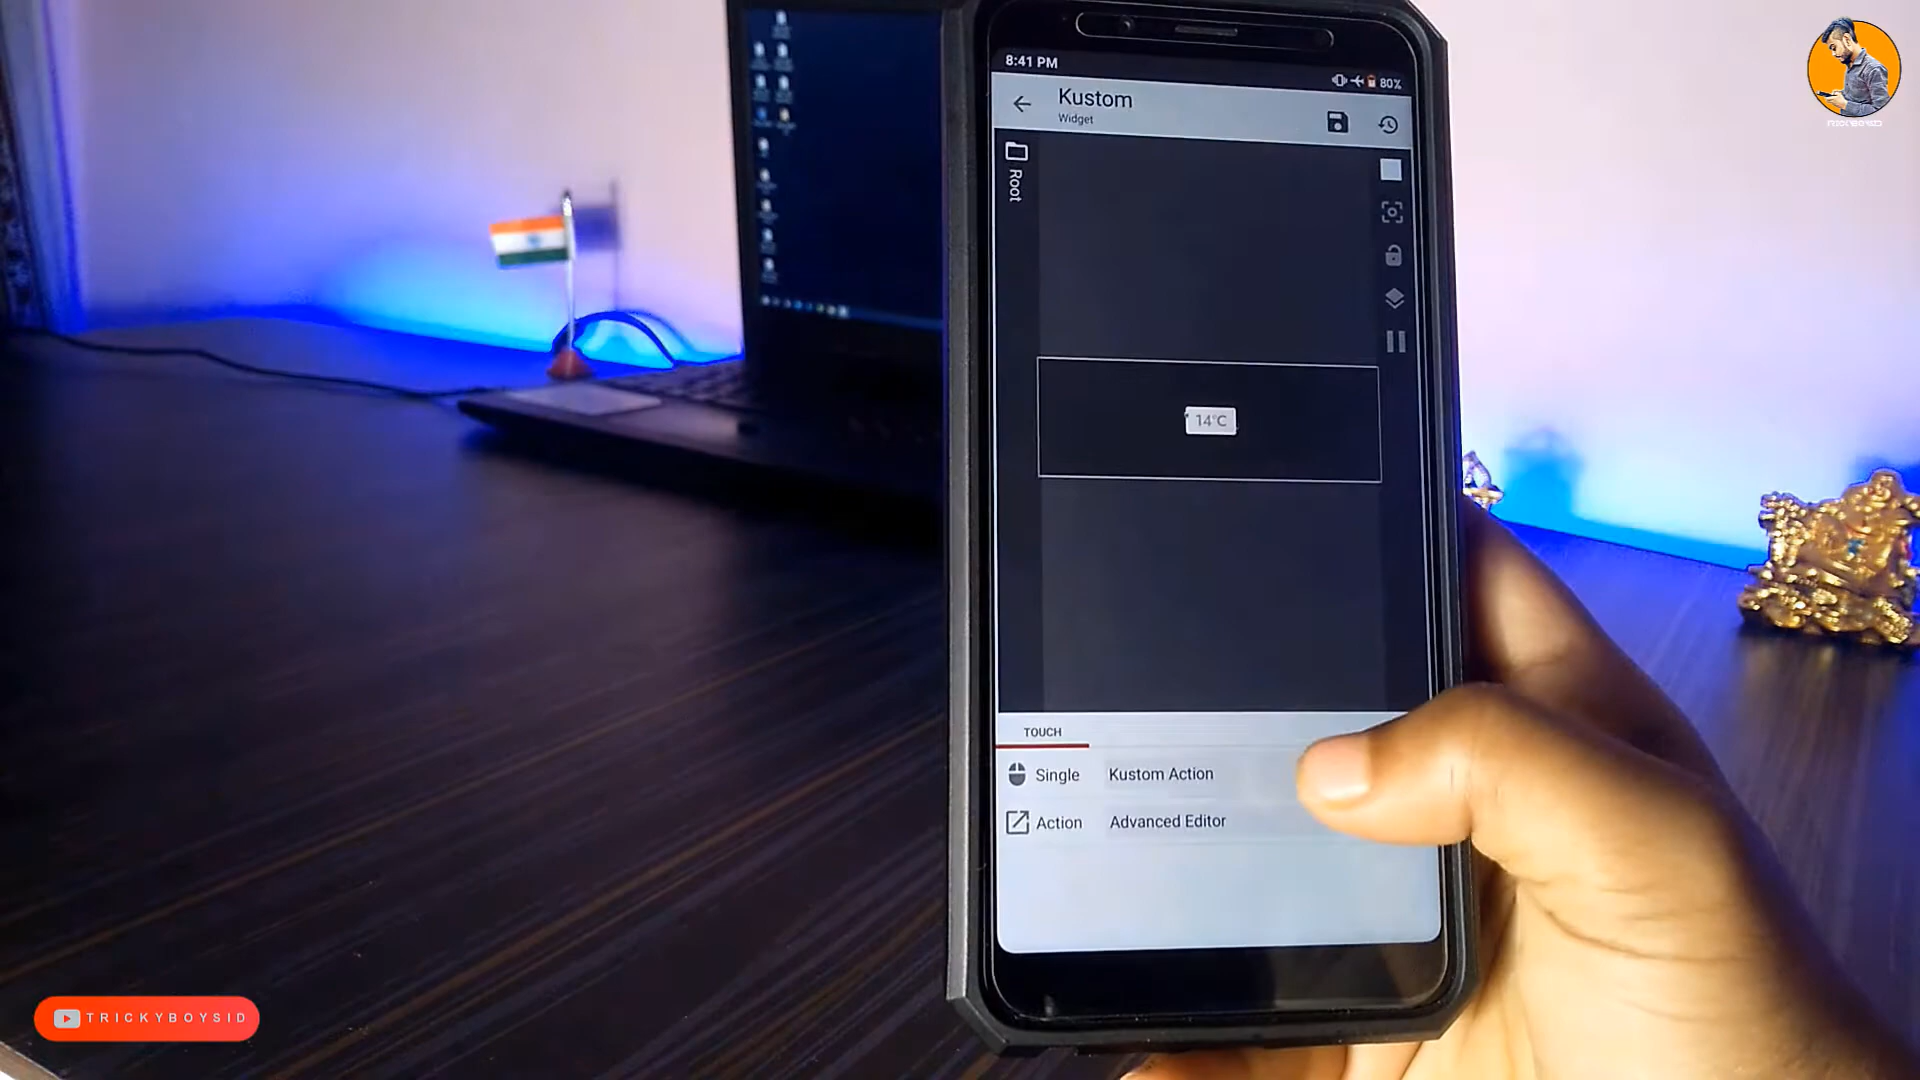 8:41 PM
80%
Kustom
Widget
Root
14°C
TOUCH
Single Kustom Action
Action Advanced Editor
TRICKYBOYSID